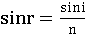 sinr = sini/n